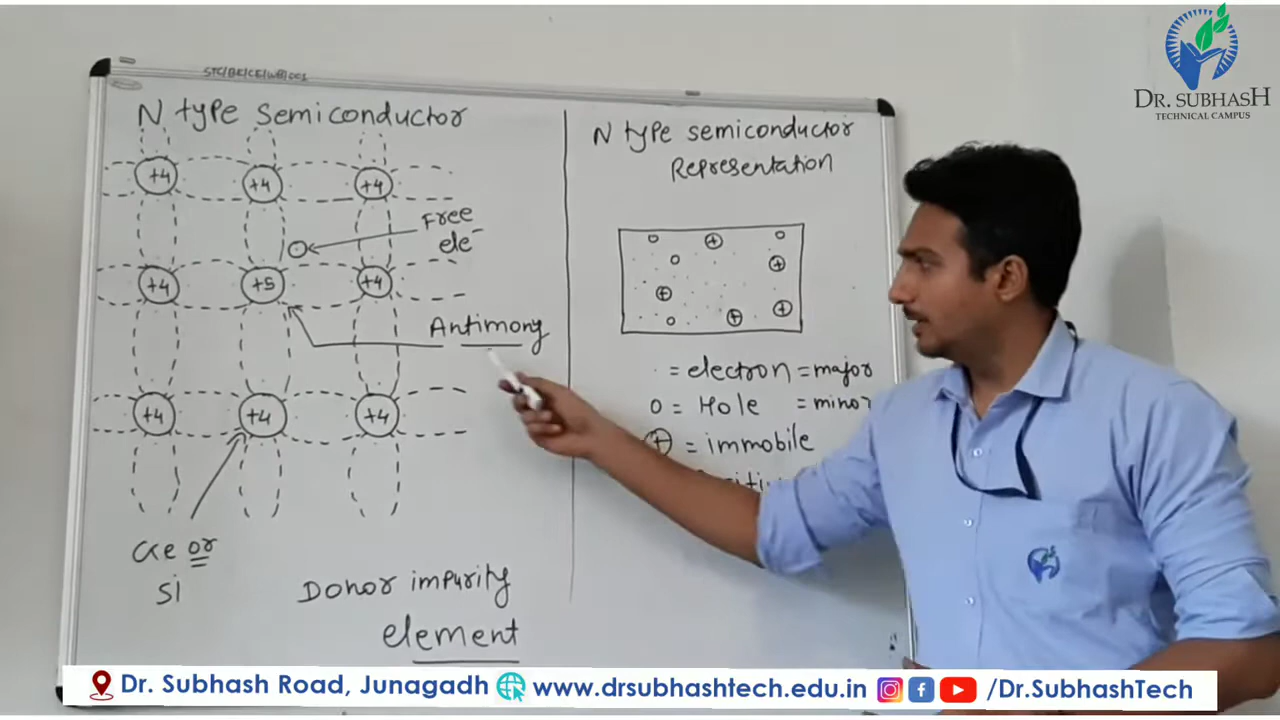 N type semiconductor
+4 +4 +4
Free
ele⁻
+4 +5 +4
Antimony
+4 +4 +4
Ge or
Si
Donor impurity
element
N type semiconductor
Representation
. = electron = major
o = Hole = minor
⊕ = immobile
DR. SUBHASH
TECHNICAL CAMPUS
Dr. Subhash Road, Junagadh www.drsubhashtech.edu.in /Dr.SubhashTech